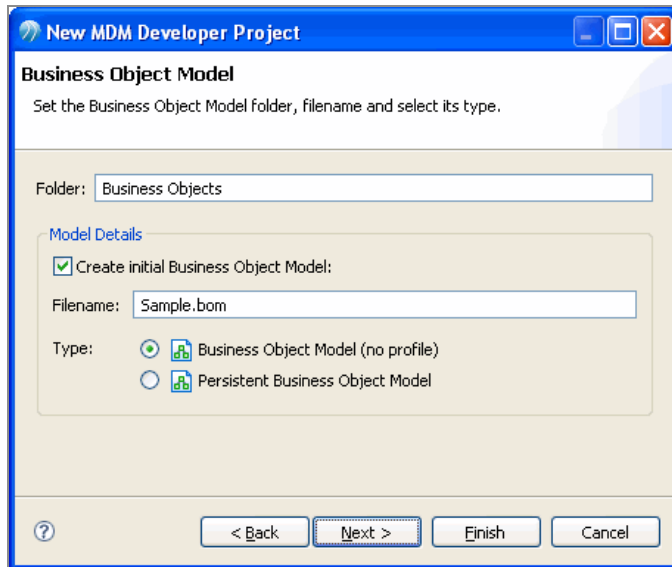 New MDM Developer Project
Business Object Model
Set the Business Object Model folder, filename and select its type.
Folder: Business Objects
Model Details
Create initial Business Object Model:
Filename: Sample.bom
Type: Business Object Model (no profile)
Persistent Business Object Model
? < Back Next > Finish Cancel